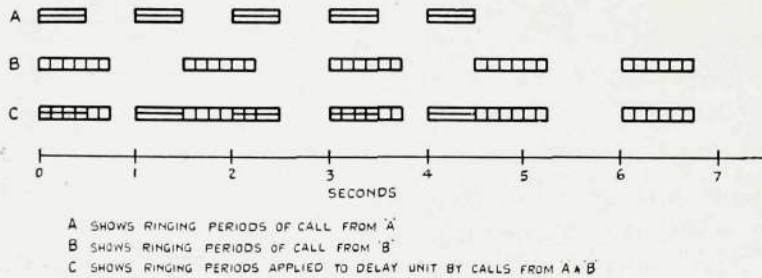 A
B
C
0 1 2 3 4 5 6 7
SECONDS
A SHOWS RINGING PERIODS OF CALL FROM 'A'
B SHOWS RINGING PERIODS OF CALL FROM 'B'
C SHOWS RINGING PERIODS APPLIED TO DELAY UNIT BY CALLS FROM 'A & B'